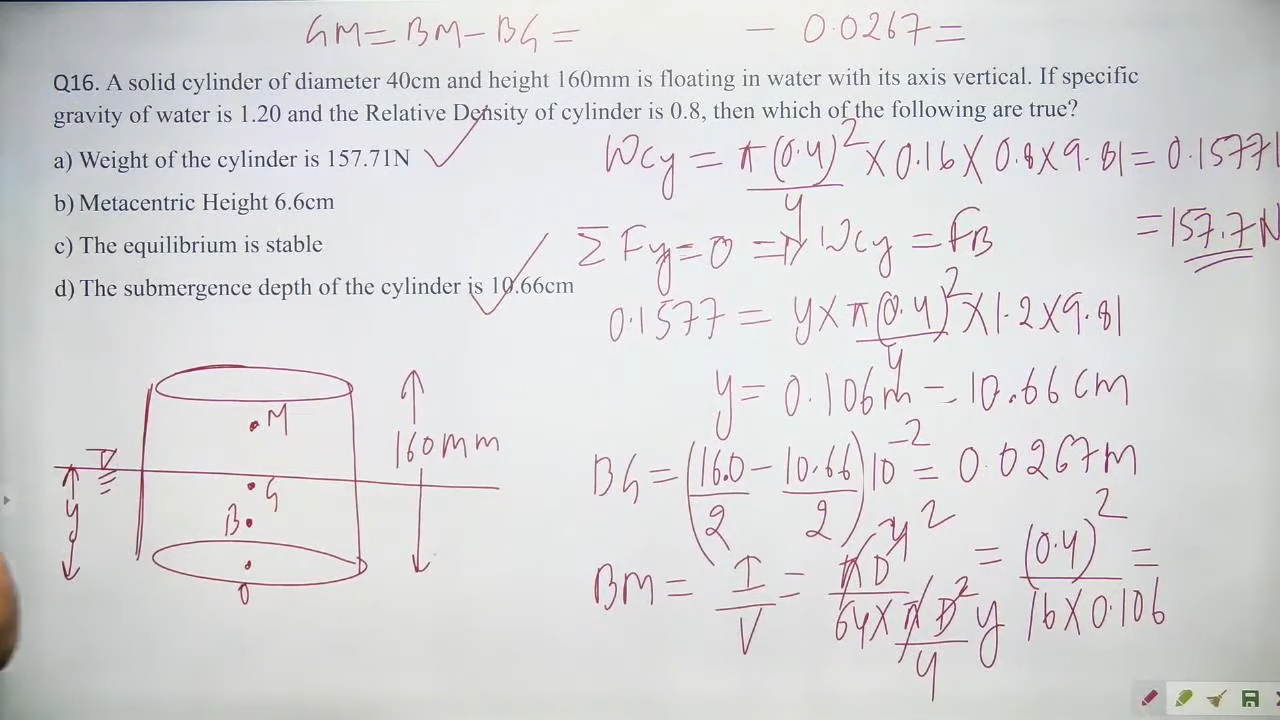 GM = BM - BG =          - 0.0267 =
Q16. A solid cylinder of diameter 40cm and height 160mm is floating in water with its axis vertical. If specific
gravity of water is 1.20 and the Relative Density of cylinder is 0.8, then which of the following are true?
a) Weight of the cylinder is 157.71N ✓
b) Metacentric Height 6.6cm
c) The equilibrium is stable
d) The submergence depth of the cylinder is 10.66cm ✓
Wcy = π(0.4)²/4 × 0.16 × 0.8 × 9.81 = 0.1577
= 157.7N
ΣFy = 0 => Wcy = FB
0.1577 = y × π(0.4)²/4 × 1.2 × 9.81
y = 0.106m = 10.66 cm
BG = (16.0/2 - 10.66/2) 10⁻² = 0.0267m
BM = I/V = πD⁴/(64 × πD²/4 y) = (0.4)²/(16 × 0.106) =
M
G
B
O
y
160mm